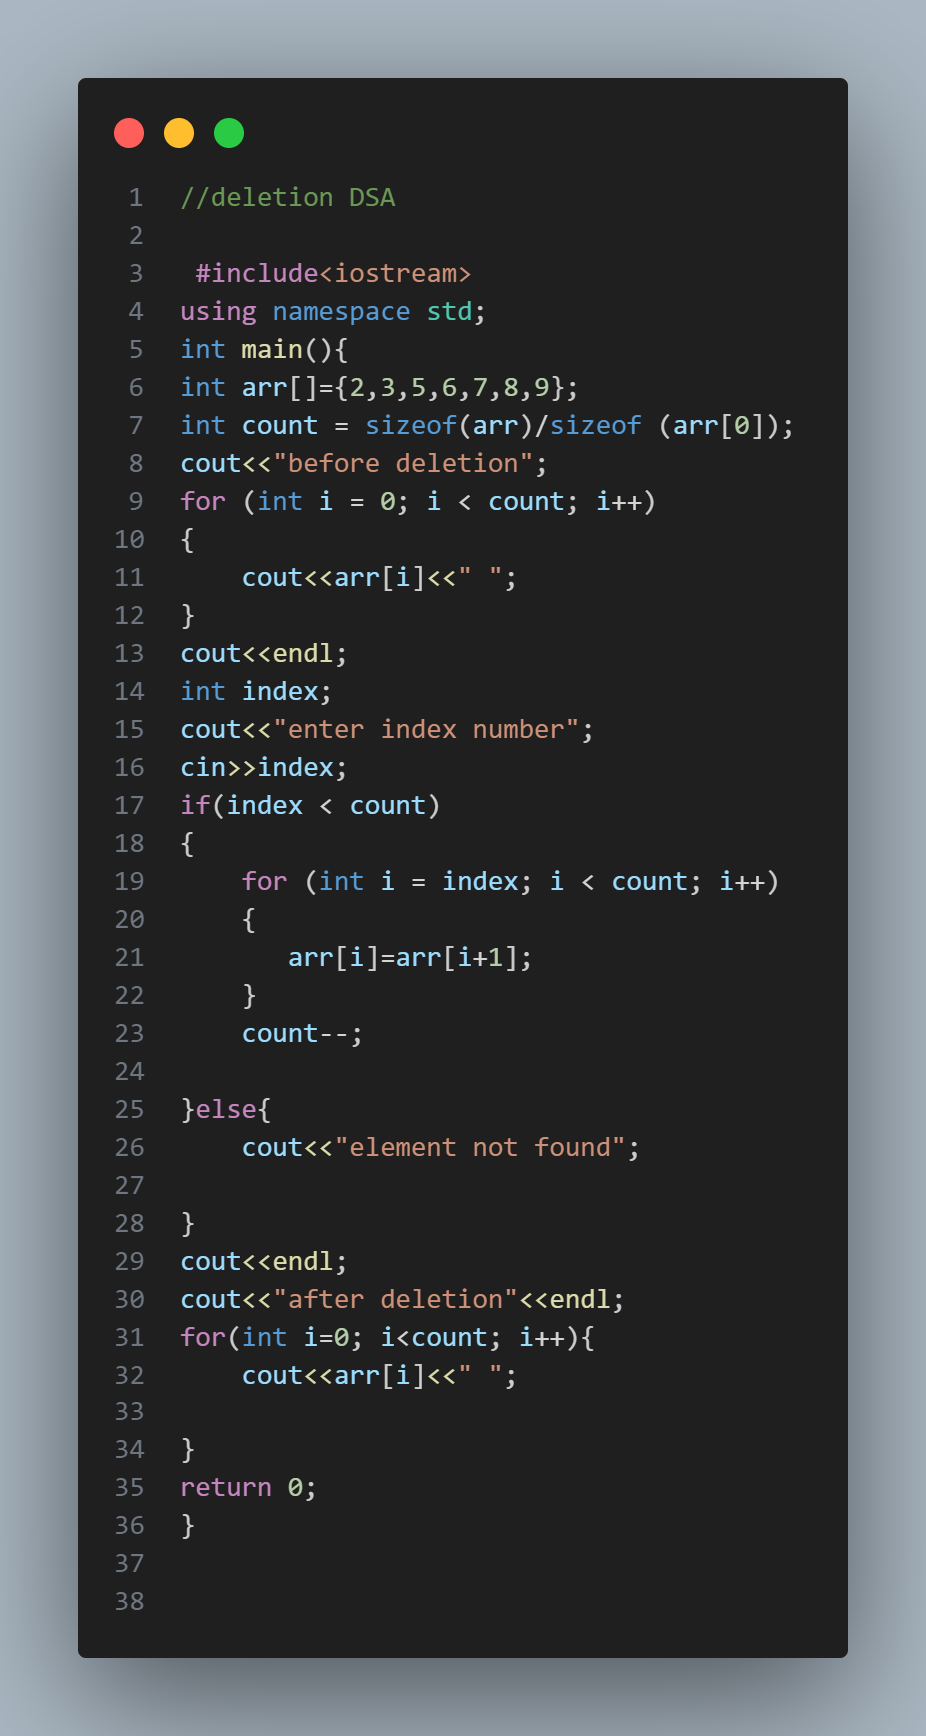 1 //deletion DSA
2
3  #include<iostream>
4 using namespace std;
5 int main(){
6 int arr[]={2,3,5,6,7,8,9};
7 int count = sizeof(arr)/sizeof (arr[0]);
8 cout<<"before deletion";
9 for (int i = 0; i < count; i++)
10 {
11     cout<<arr[i]<<" ";
12 }
13 cout<<endl;
14 int index;
15 cout<<"enter index number";
16 cin>>index;
17 if(index < count)
18 {
19     for (int i = index; i < count; i++)
20     {
21        arr[i]=arr[i+1];
22     }
23     count--;
24
25 }else{
26     cout<<"element not found";
27
28 }
29 cout<<endl;
30 cout<<"after deletion"<<endl;
31 for(int i=0; i<count; i++){
32     cout<<arr[i]<<" ";
33
34 }
35 return 0;
36 }
37
38